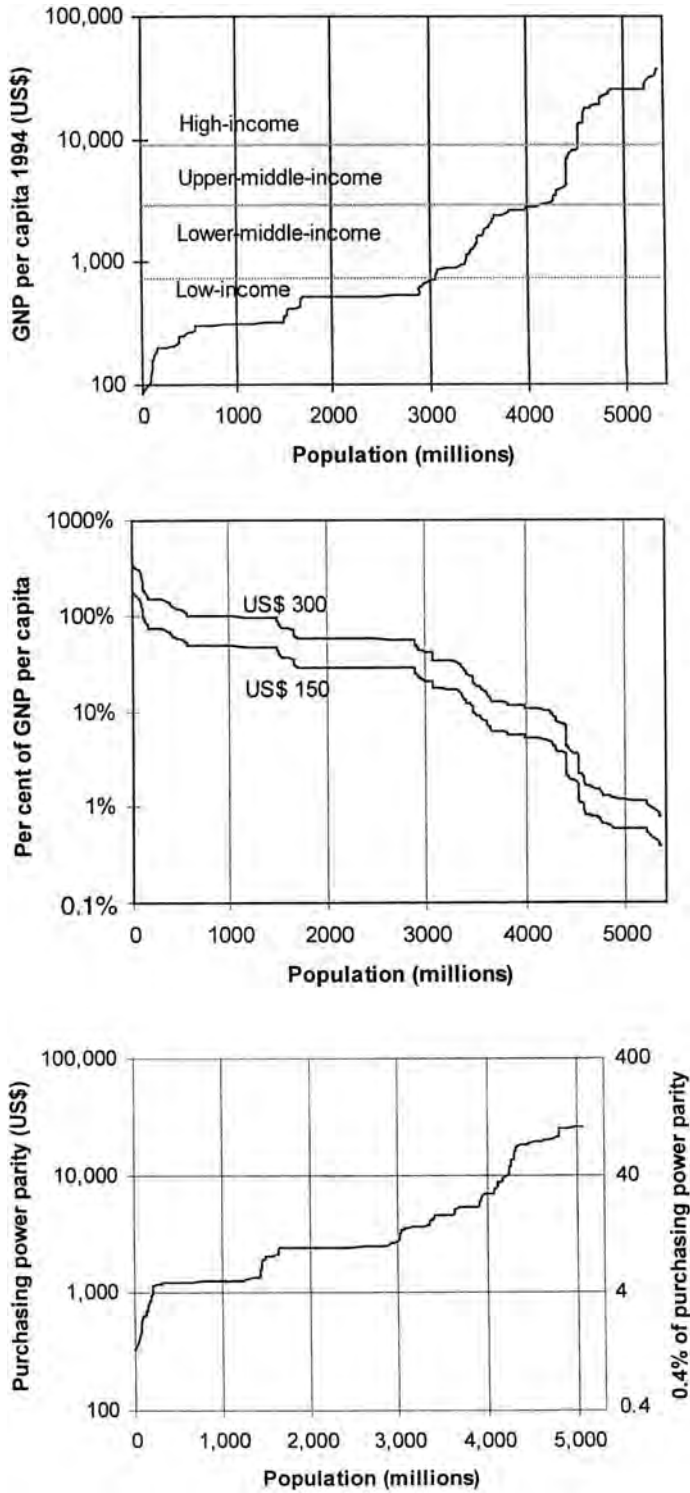 GNP per capita 1994 (US$)
100,000
10,000
1,000
100
High-income
Upper-middle-income
Lower-middle-income
Low-income
0 1000 2000 3000 4000 5000
Population (millions)
Per cent of GNP per capita
1000%
100%
10%
1%
0.1%
US$ 300
US$ 150
0 1000 2000 3000 4000 5000
Population (millions)
Purchasing power parity (US$)
100,000
10,000
1,000
100
400
40
4
0.4
0.4% of purchasing power parity
0 1,000 2,000 3,000 4,000 5,000
Population (millions)